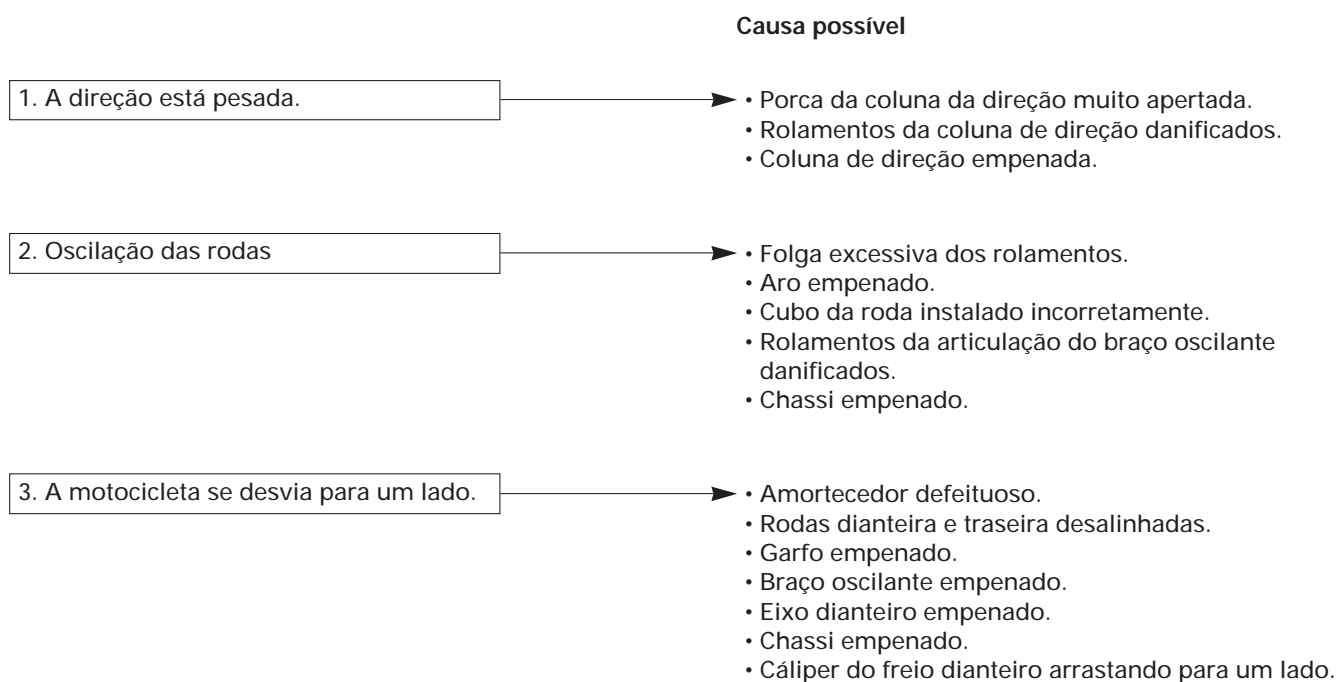 Causa possível
1. A direção está pesada.
• Porca da coluna da direção muito apertada.
• Rolamentos da coluna de direção danificados.
• Coluna de direção empenada.
2. Oscilação das rodas
• Folga excessiva dos rolamentos.
• Aro empenado.
• Cubo da roda instalado incorretamente.
• Rolamentos da articulação do braço oscilante
danificados.
• Chassi empenado.
3. A motocicleta se desvia para um lado.
• Amortecedor defeituoso.
• Rodas dianteira e traseira desalinhadas.
• Garfo empenado.
• Braço oscilante empenado.
• Eixo dianteiro empenado.
• Chassi empenado.
• Cáliper do freio dianteiro arrastando para um lado.